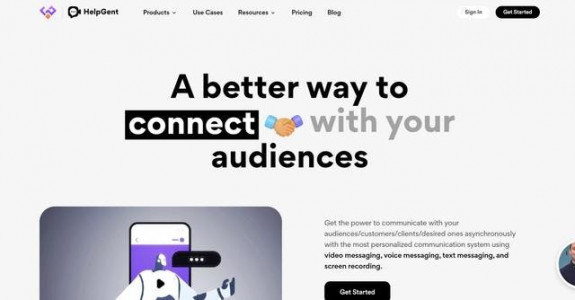 HelpGent Products Use Cases Resources Pricing Blog Sign In Get Started
A better way to
connect with your
audiences
Get the power to communicate with your
audiences/customers/clients/desired ones asynchronously
with the most personalized communication system using
video messaging, voice messaging, text messaging, and
screen recording.
Get Started